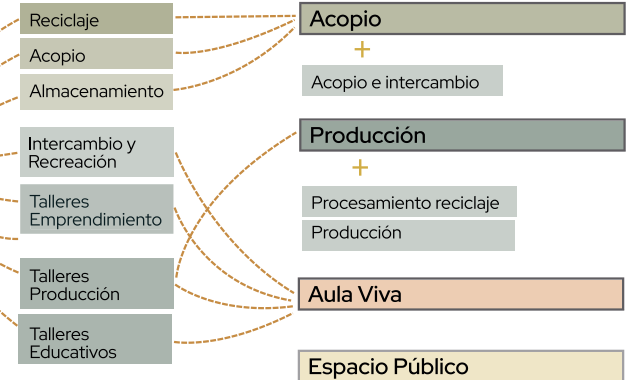 Reciclaje
Acopio
Almacenamiento
Intercambio y
Recreación
Talleres
Emprendimiento
Talleres
Producción
Talleres
Educativos
Acopio
+
Acopio e intercambio
Producción
+
Procesamiento reciclaje
Producción
Aula Viva
Espacio Público